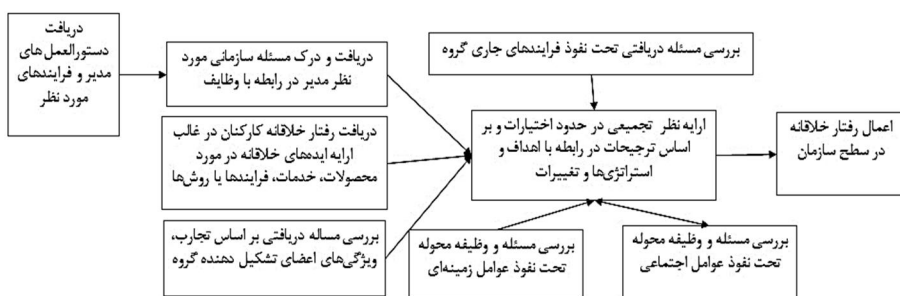 دریافت
دستورالعمل‌های
مدیر و فرایندهای
مورد نظر
دریافت و درک مسئله سازمانی مورد
نظر مدیر در رابطه با وظایف
دریافت رفتار خلاقانه کارکنان در غالب
ارایه ایده‌های خلاقانه در مورد
محصولات، خدمات، فرایندها یا روش‌ها
بررسی مساله دریافتی بر اساس تجارب،
ویژگی‌های اعضای تشکیل دهنده گروه
بررسی مسئله دریافتی تحت نفوذ فرایندهای جاری گروه
ارایه نظر تجمیعی در حدود اختیارات و بر
اساس ترجیحات در رابطه با اهداف و
استراتژی‌ها و تغییرات
بررسی مسئله و وظیفه محوله
تحت نفوذ عوامل زمینه‌ای
بررسی مسئله و وظیفه محوله
تحت نفوذ عوامل اجتماعی
اعمال رفتار خلاقانه
در سطح سازمان